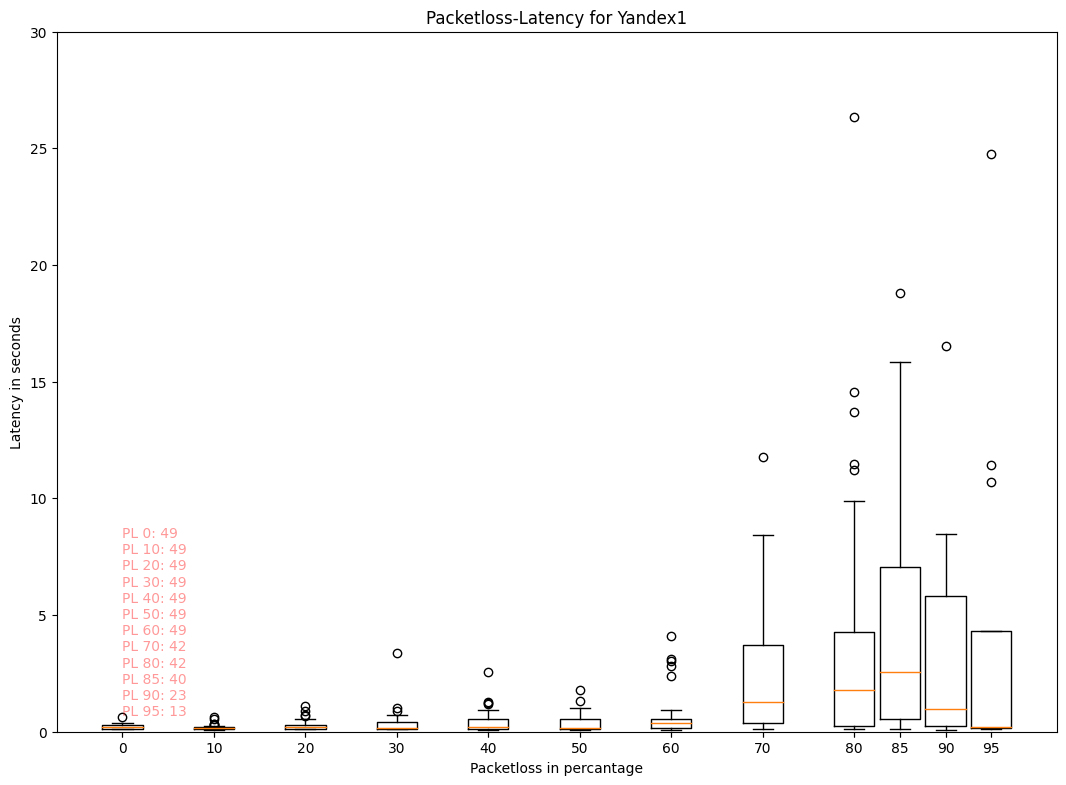 Packetloss-Latency for Yandex1
30
25
20
15
10
5
0
Latency in seconds
PL 0: 49
PL 10: 49
PL 20: 49
PL 30: 49
PL 40: 49
PL 50: 49
PL 60: 49
PL 70: 42
PL 80: 42
PL 85: 40
PL 90: 23
PL 95: 13
0 10 20 30 40 50 60 70 80 85 90 95
Packetloss in percantage